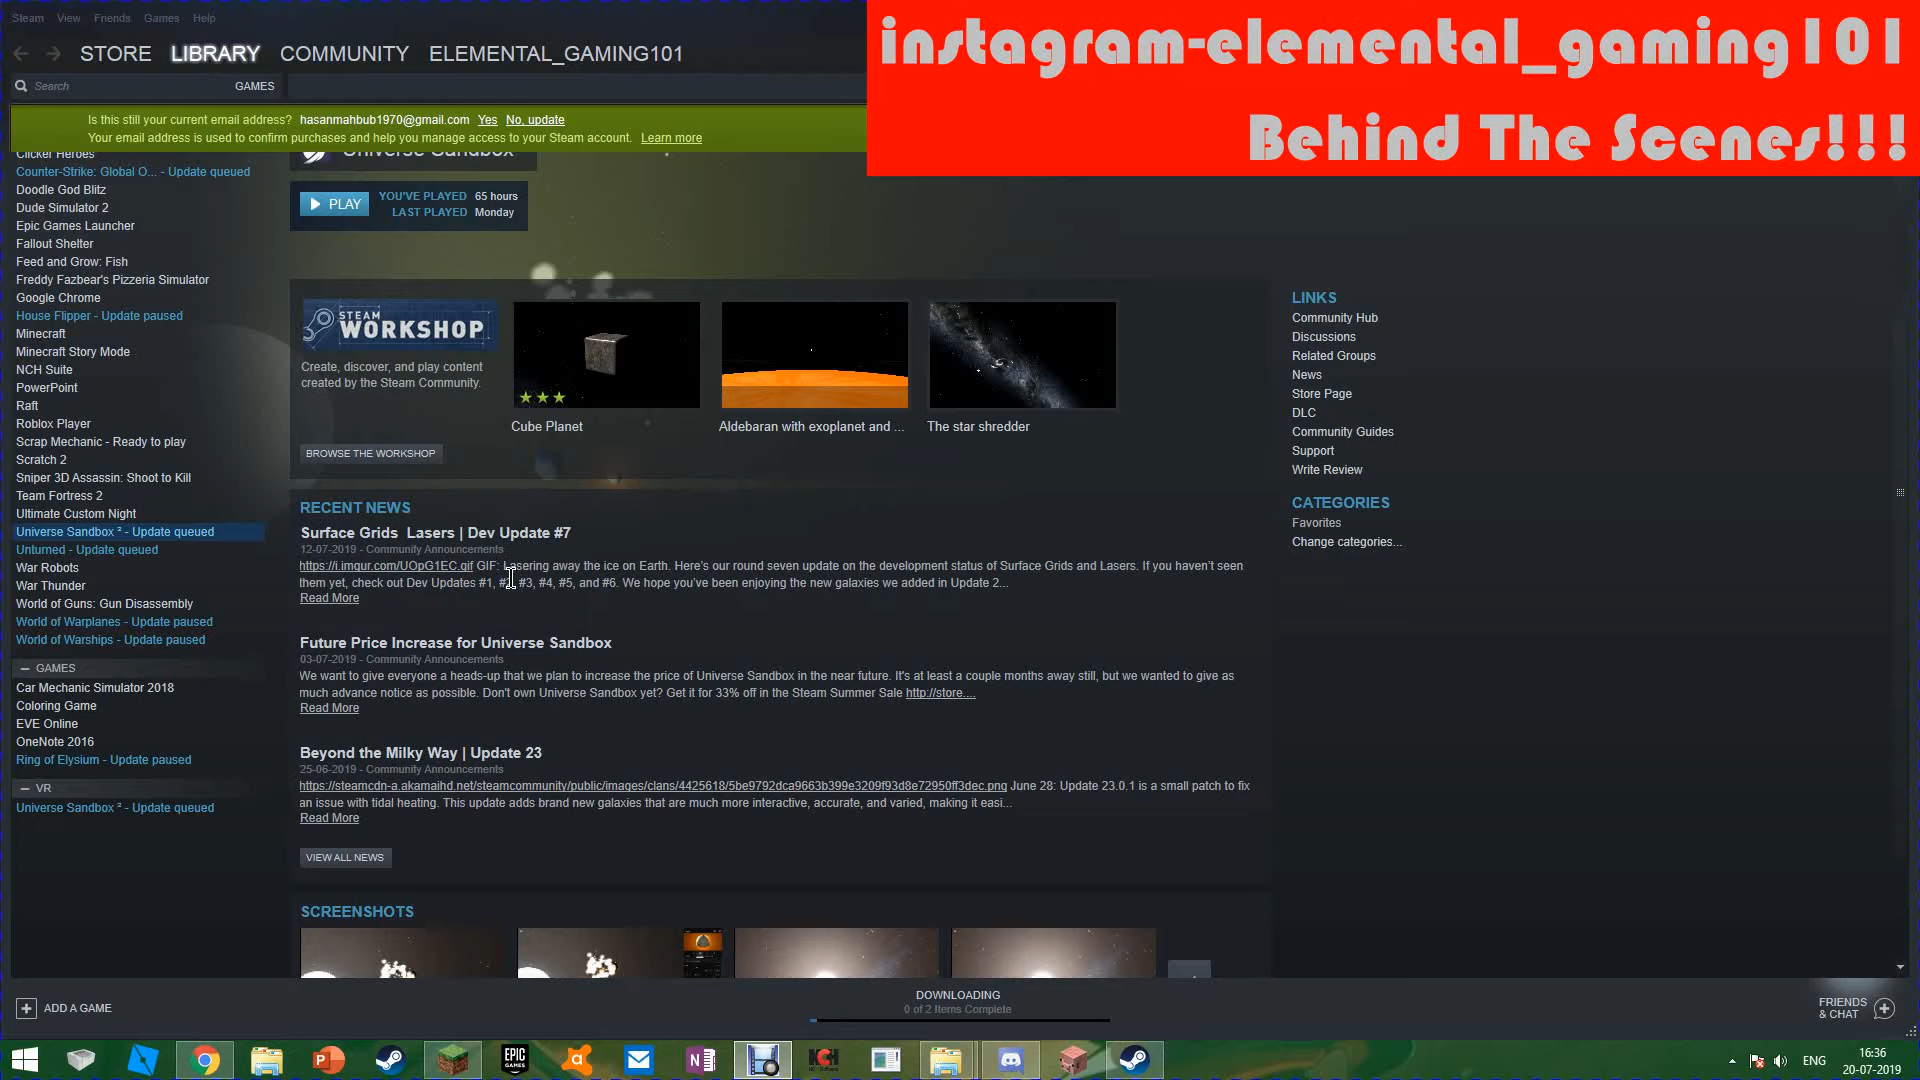 Steam View Friends Games Help
instagram-elemental_gaming101
Behind The Scenes!!!
STORE LIBRARY COMMUNITY ELEMENTAL_GAMING101
Search GAMES
Is this still your current email address? hasanmahbub1970@gmail.com Yes No, update
Your email address is used to confirm purchases and help you manage access to your Steam account. Learn more
Clicker Heroes
Counter-Strike: Global O... - Update queued
Doodle God Blitz
Dude Simulator 2
Epic Games Launcher
Fallout Shelter
Feed and Grow: Fish
Freddy Fazbear's Pizzeria Simulator
Google Chrome
House Flipper - Update paused
Minecraft
Minecraft Story Mode
NCH Suite
PowerPoint
Raft
Roblox Player
Scrap Mechanic - Ready to play
Scratch 2
Sniper 3D Assassin: Shoot to Kill
Team Fortress 2
Ultimate Custom Night
Universe Sandbox ² - Update queued
Unturned - Update queued
War Robots
War Thunder
World of Guns: Gun Disassembly
World of Warplanes - Update paused
World of Warships - Update paused
GAMES
Car Mechanic Simulator 2018
Coloring Game
EVE Online
OneNote 2016
Ring of Elysium - Update paused
VR
Universe Sandbox ² - Update queued
Universe Sandbox
PLAY
YOU'VE PLAYED 65 hours
LAST PLAYED Monday
STEAM
WORKSHOP
Create, discover, and play content
created by the Steam Community.
BROWSE THE WORKSHOP
Cube Planet
Aldebaran with exoplanet and ...
The star shredder
RECENT NEWS
Surface Grids Lasers | Dev Update #7
12-07-2019 - Community Announcements
https://i.imgur.com/UOpG1EC.gif GIF: Lasering away the ice on Earth. Here's our round seven update on the development status of Surface Grids and Lasers. If you haven't seen
them yet, check out Dev Updates #1, #2, #3, #4, #5, and #6. We hope you've been enjoying the new galaxies we added in Update 2...
Read More
Future Price Increase for Universe Sandbox
03-07-2019 - Community Announcements
We want to give everyone a heads-up that we plan to increase the price of Universe Sandbox in the near future. It's at least a couple months away still, but we wanted to give as
much advance notice as possible. Don't own Universe Sandbox yet? Get it for 33% off in the Steam Summer Sale http://store....
Read More
Beyond the Milky Way | Update 23
25-06-2019 - Community Announcements
https://steamcdn-a.akamaihd.net/steamcommunity/public/images/clans/4425618/5be9792dca9663b399e3209f93d8e72950ff3dec.png June 28: Update 23.0.1 is a small patch to fix
an issue with tidal heating. This update adds brand new galaxies that are much more interactive, accurate, and varied, making it easi...
Read More
VIEW ALL NEWS
SCREENSHOTS
LINKS
Community Hub
Discussions
Related Groups
News
Store Page
DLC
Community Guides
Support
Write Review
CATEGORIES
Favorites
Change categories...
ADD A GAME
DOWNLOADING
0 of 2 Items Complete
FRIENDS
& CHAT
EPIC
GAMES
NCH
ENG
16:36
20-07-2019